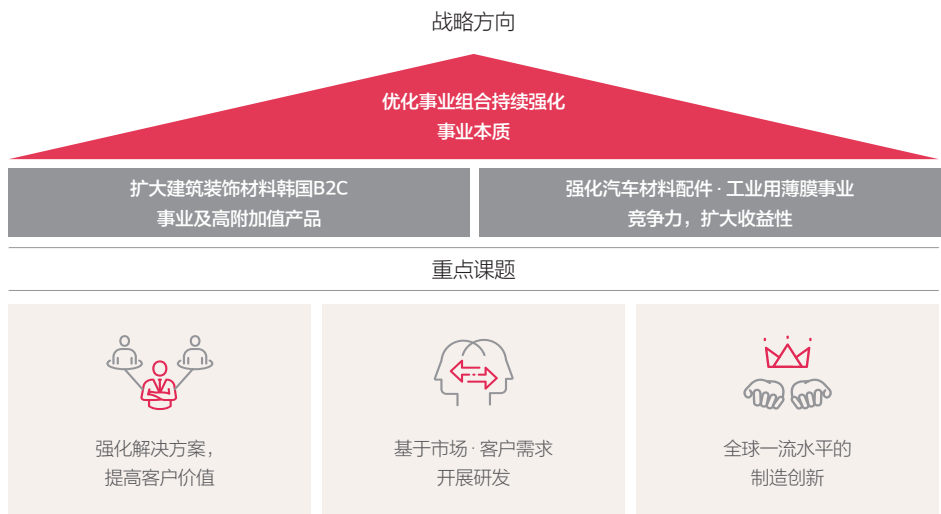 战略方向
优化事业组合持续强化
事业本质
扩大建筑装饰材料韩国B2C
事业及高附加值产品
强化汽车材料配件 · 工业用薄膜事业
竞争力，扩大收益性
重点课题
强化解决方案，
提高客户价值
基于市场 · 客户需求
开展研发
全球一流水平的
制造创新